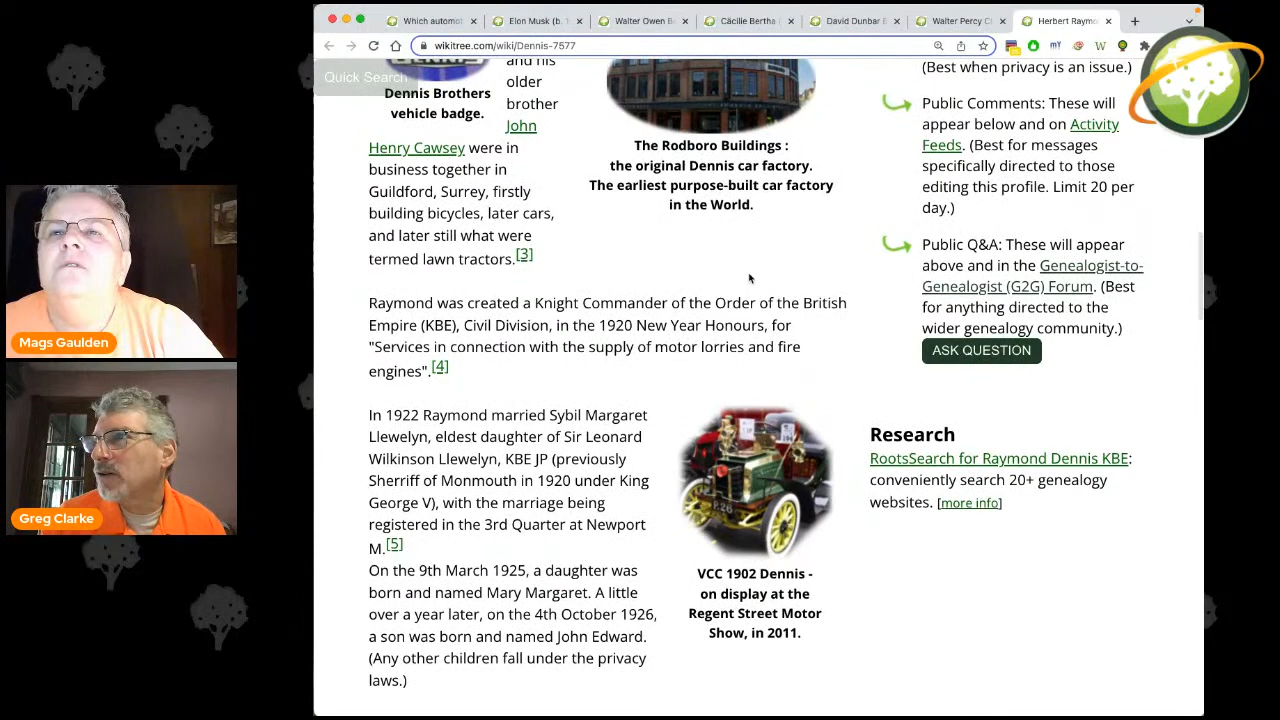 Which automot
Elon Musk (b.
Walter Owen B
Cäcilie Bertha
David Dunbar B
Walter Percy C
Herbert Raymo
wikitree.com/wiki/Dennis-7577
Quick Search
Mags Gaulden
Greg Clarke
Dennis Brothers
vehicle badge.
and his
older
brother
John
Henry Cawsey were in
business together in
Guildford, Surrey, firstly
building bicycles, later cars,
and later still what were
termed lawn tractors.[3]
The Rodboro Buildings :
the original Dennis car factory.
The earliest purpose-built car factory
in the World.
Raymond was created a Knight Commander of the Order of the British
Empire (KBE), Civil Division, in the 1920 New Year Honours, for
"Services in connection with the supply of motor lorries and fire
engines".[4]
In 1922 Raymond married Sybil Margaret
Llewelyn, eldest daughter of Sir Leonard
Wilkinson Llewelyn, KBE JP (previously
Sherriff of Monmouth in 1920 under King
George V), with the marriage being
registered in the 3rd Quarter at Newport
M.[5]
On the 9th March 1925, a daughter was
born and named Mary Margaret. A little
over a year later, on the 4th October 1926,
a son was born and named John Edward.
(Any other children fall under the privacy
laws.)
VCC 1902 Dennis -
on display at the
Regent Street Motor
Show, in 2011.
(Best when privacy is an issue.)
Public Comments: These will
appear below and on Activity
Feeds. (Best for messages
specifically directed to those
editing this profile. Limit 20 per
day.)
Public Q&A: These will appear
above and in the Genealogist-to-
Genealogist (G2G) Forum. (Best
for anything directed to the
wider genealogy community.)
ASK QUESTION
Research
RootsSearch for Raymond Dennis KBE:
conveniently search 20+ genealogy
websites. [more info]